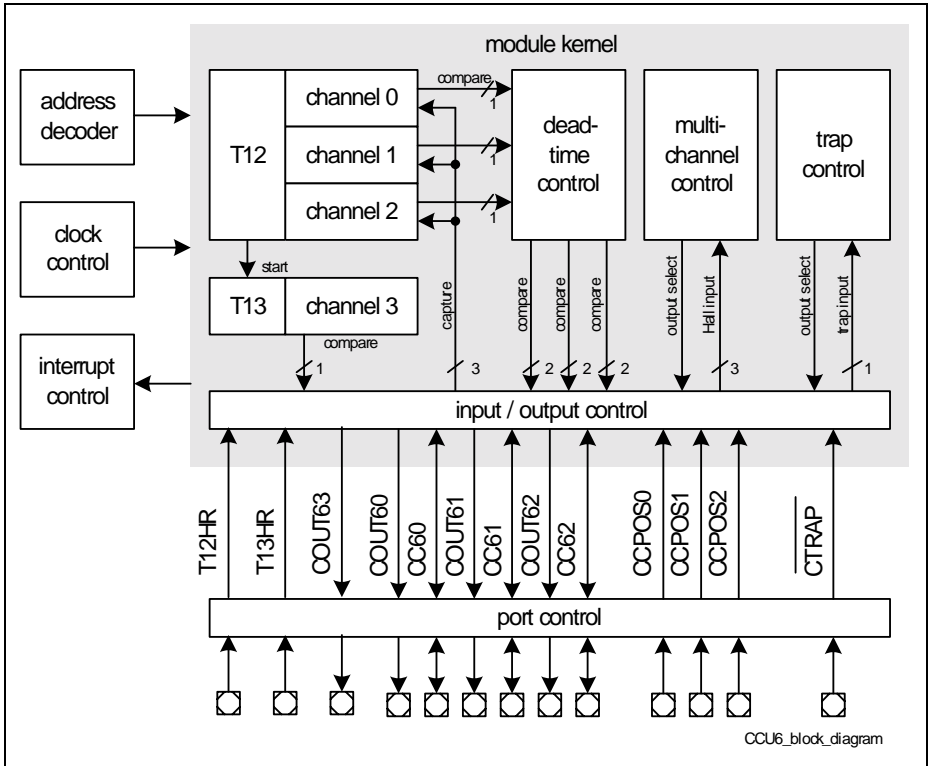 module kernel
address
decoder
clock
control
interrupt
control
T12
channel 0
channel 1
channel 2
compare
1
1
1
dead-
time
control
multi-
channel
control
trap
control
start
T13
channel 3
compare
1
capture
3
compare
2
compare
2
compare
2
output select
Hall input
3
output select
trap input
1
input / output control
T12HR
T13HR
COUT63
COUT60
CC60
COUT61
CC61
COUT62
CC62
CCPOS0
CCPOS1
CCPOS2
CTRAP
port control
CCU6_block_diagram